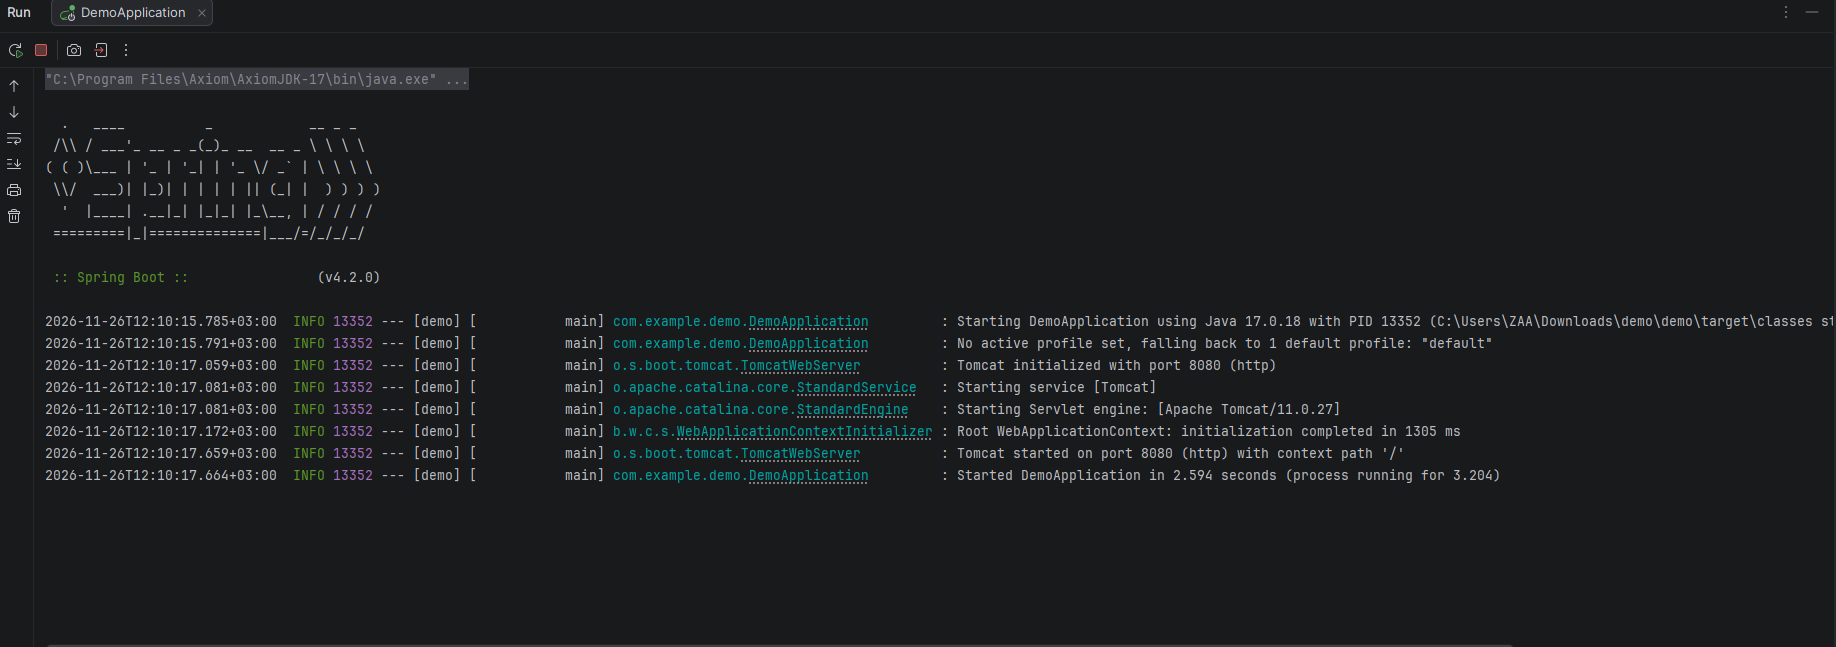 Run DemoApplication
"C:\Program Files\Axiom\AxiomJDK-17\bin\java.exe" ...
  .   ____          _            __ _ _
 /\\ / ___'_ __ _ _(_)_ __  __ _ \ \ \ \
( ( )\___ | '_ | '_| | '_ \/ _` | \ \ \ \
 \\/  ___)| |_)| | | | | || (_| |  ) ) ) )
  '  |____| .__|_| |_|_| |_\__, | / / / /
 =========|_|==============|___/=/_/_/_/
 :: Spring Boot ::                (v4.2.0)
2026-11-26T12:10:15.785+03:00  INFO 13352 --- [demo] [           main] com.example.demo.DemoApplication         : Starting DemoApplication using Java 17.0.18 with PID 13352 (C:\Users\ZAA\Downloads\demo\demo\target\classes st
2026-11-26T12:10:15.791+03:00  INFO 13352 --- [demo] [           main] com.example.demo.DemoApplication         : No active profile set, falling back to 1 default profile: "default"
2026-11-26T12:10:17.059+03:00  INFO 13352 --- [demo] [           main] o.s.boot.tomcat.TomcatWebServer          : Tomcat initialized with port 8080 (http)
2026-11-26T12:10:17.081+03:00  INFO 13352 --- [demo] [           main] o.apache.catalina.core.StandardService   : Starting service [Tomcat]
2026-11-26T12:10:17.081+03:00  INFO 13352 --- [demo] [           main] o.apache.catalina.core.StandardEngine    : Starting Servlet engine: [Apache Tomcat/11.0.27]
2026-11-26T12:10:17.172+03:00  INFO 13352 --- [demo] [           main] b.w.c.s.WebApplicationContextInitializer : Root WebApplicationContext: initialization completed in 1305 ms
2026-11-26T12:10:17.659+03:00  INFO 13352 --- [demo] [           main] o.s.boot.tomcat.TomcatWebServer          : Tomcat started on port 8080 (http) with context path '/'
2026-11-26T12:10:17.664+03:00  INFO 13352 --- [demo] [           main] com.example.demo.DemoApplication         : Started DemoApplication in 2.594 seconds (process running for 3.204)